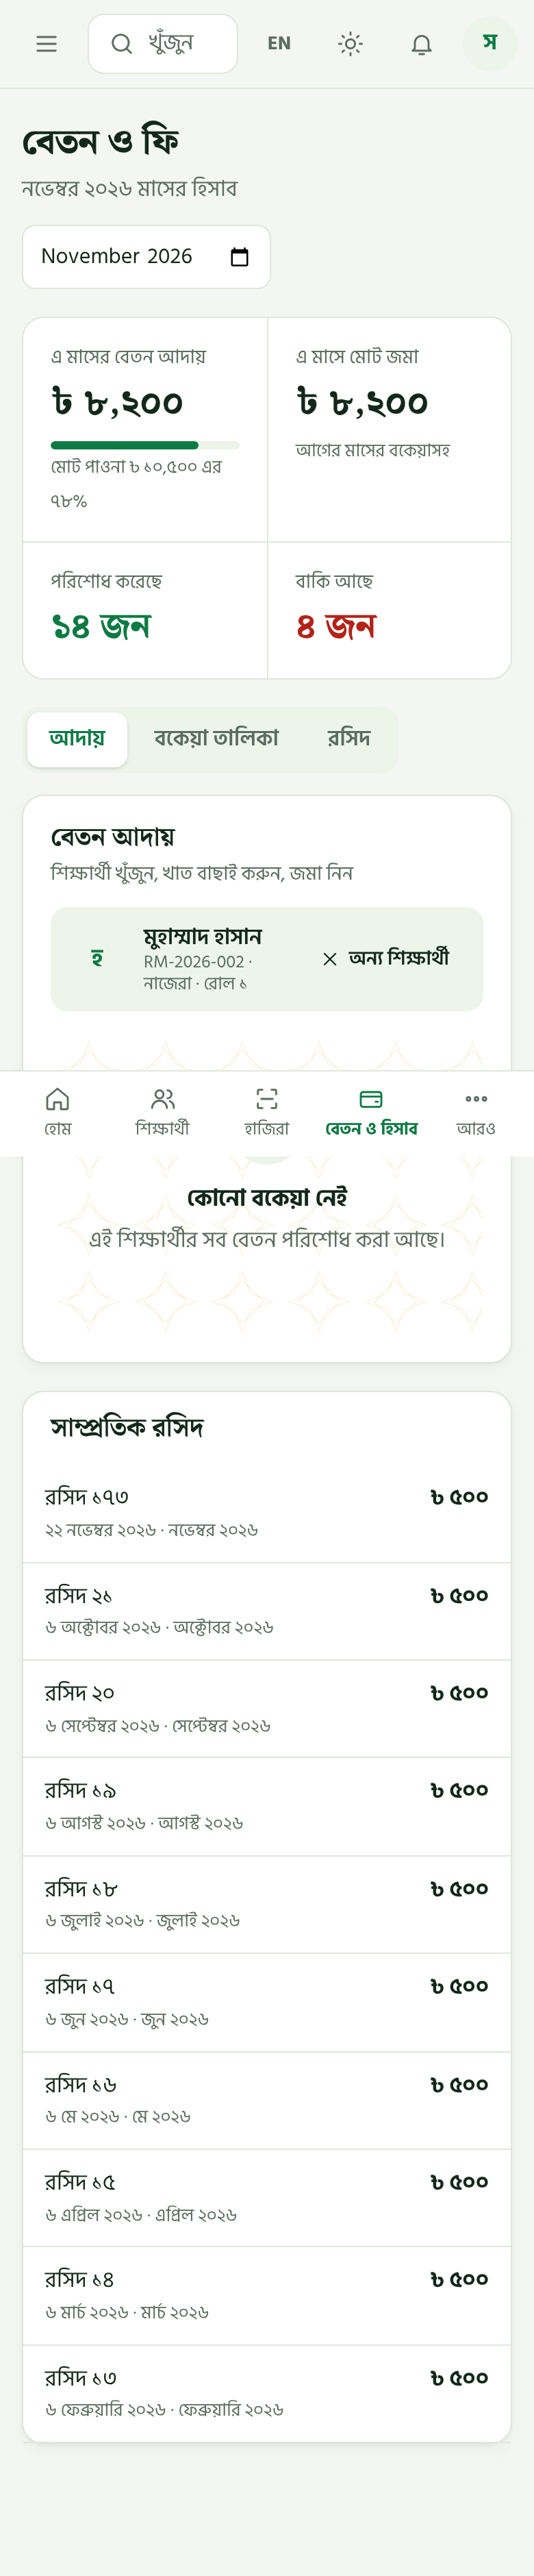 খুঁজুন
EN
স
বেতন ও ফি
নভেম্বর ২০২৬ মাসের হিসাব
November 2026
এ মাসের বেতন আদায়
৳ ৮,২০০
মোট পাওনা ৳ ১০,৫০০ এর
৭৮%
এ মাসে মোট জমা
৳ ৮,২০০
আগের মাসের বকেয়াসহ
পরিশোধ করেছে
১৪ জন
বাকি আছে
৪ জন
আদায়
বকেয়া তালিকা
রসিদ
বেতন আদায়
শিক্ষার্থী খুঁজুন, খাত বাছাই করুন, জমা নিন
হ
মুহাম্মাদ হাসান
RM-2026-002 ·
নাজেরা · রোল ১
অন্য শিক্ষার্থী
হোম
শিক্ষার্থী
হাজিরা
বেতন ও হিসাব
আরও
কোনো বকেয়া নেই
এই শিক্ষার্থীর সব বেতন পরিশোধ করা আছে।
সাম্প্রতিক রসিদ
রসিদ ১৭৩
৳ ৫০০
২২ নভেম্বর ২০২৬ · নভেম্বর ২০২৬
রসিদ ২১
৳ ৫০০
৬ অক্টোবর ২০২৬ · অক্টোবর ২০২৬
রসিদ ২০
৳ ৫০০
৬ সেপ্টেম্বর ২০২৬ · সেপ্টেম্বর ২০২৬
রসিদ ১৯
৳ ৫০০
৬ আগস্ট ২০২৬ · আগস্ট ২০২৬
রসিদ ১৮
৳ ৫০০
৬ জুলাই ২০২৬ · জুলাই ২০২৬
রসিদ ১৭
৳ ৫০০
৬ জুন ২০২৬ · জুন ২০২৬
রসিদ ১৬
৳ ৫০০
৬ মে ২০২৬ · মে ২০২৬
রসিদ ১৫
৳ ৫০০
৬ এপ্রিল ২০২৬ · এপ্রিল ২০২৬
রসিদ ১৪
৳ ৫০০
৬ মার্চ ২০২৬ · মার্চ ২০২৬
রসিদ ১৩
৳ ৫০০
৬ ফেব্রুয়ারি ২০২৬ · ফেব্রুয়ারি ২০২৬